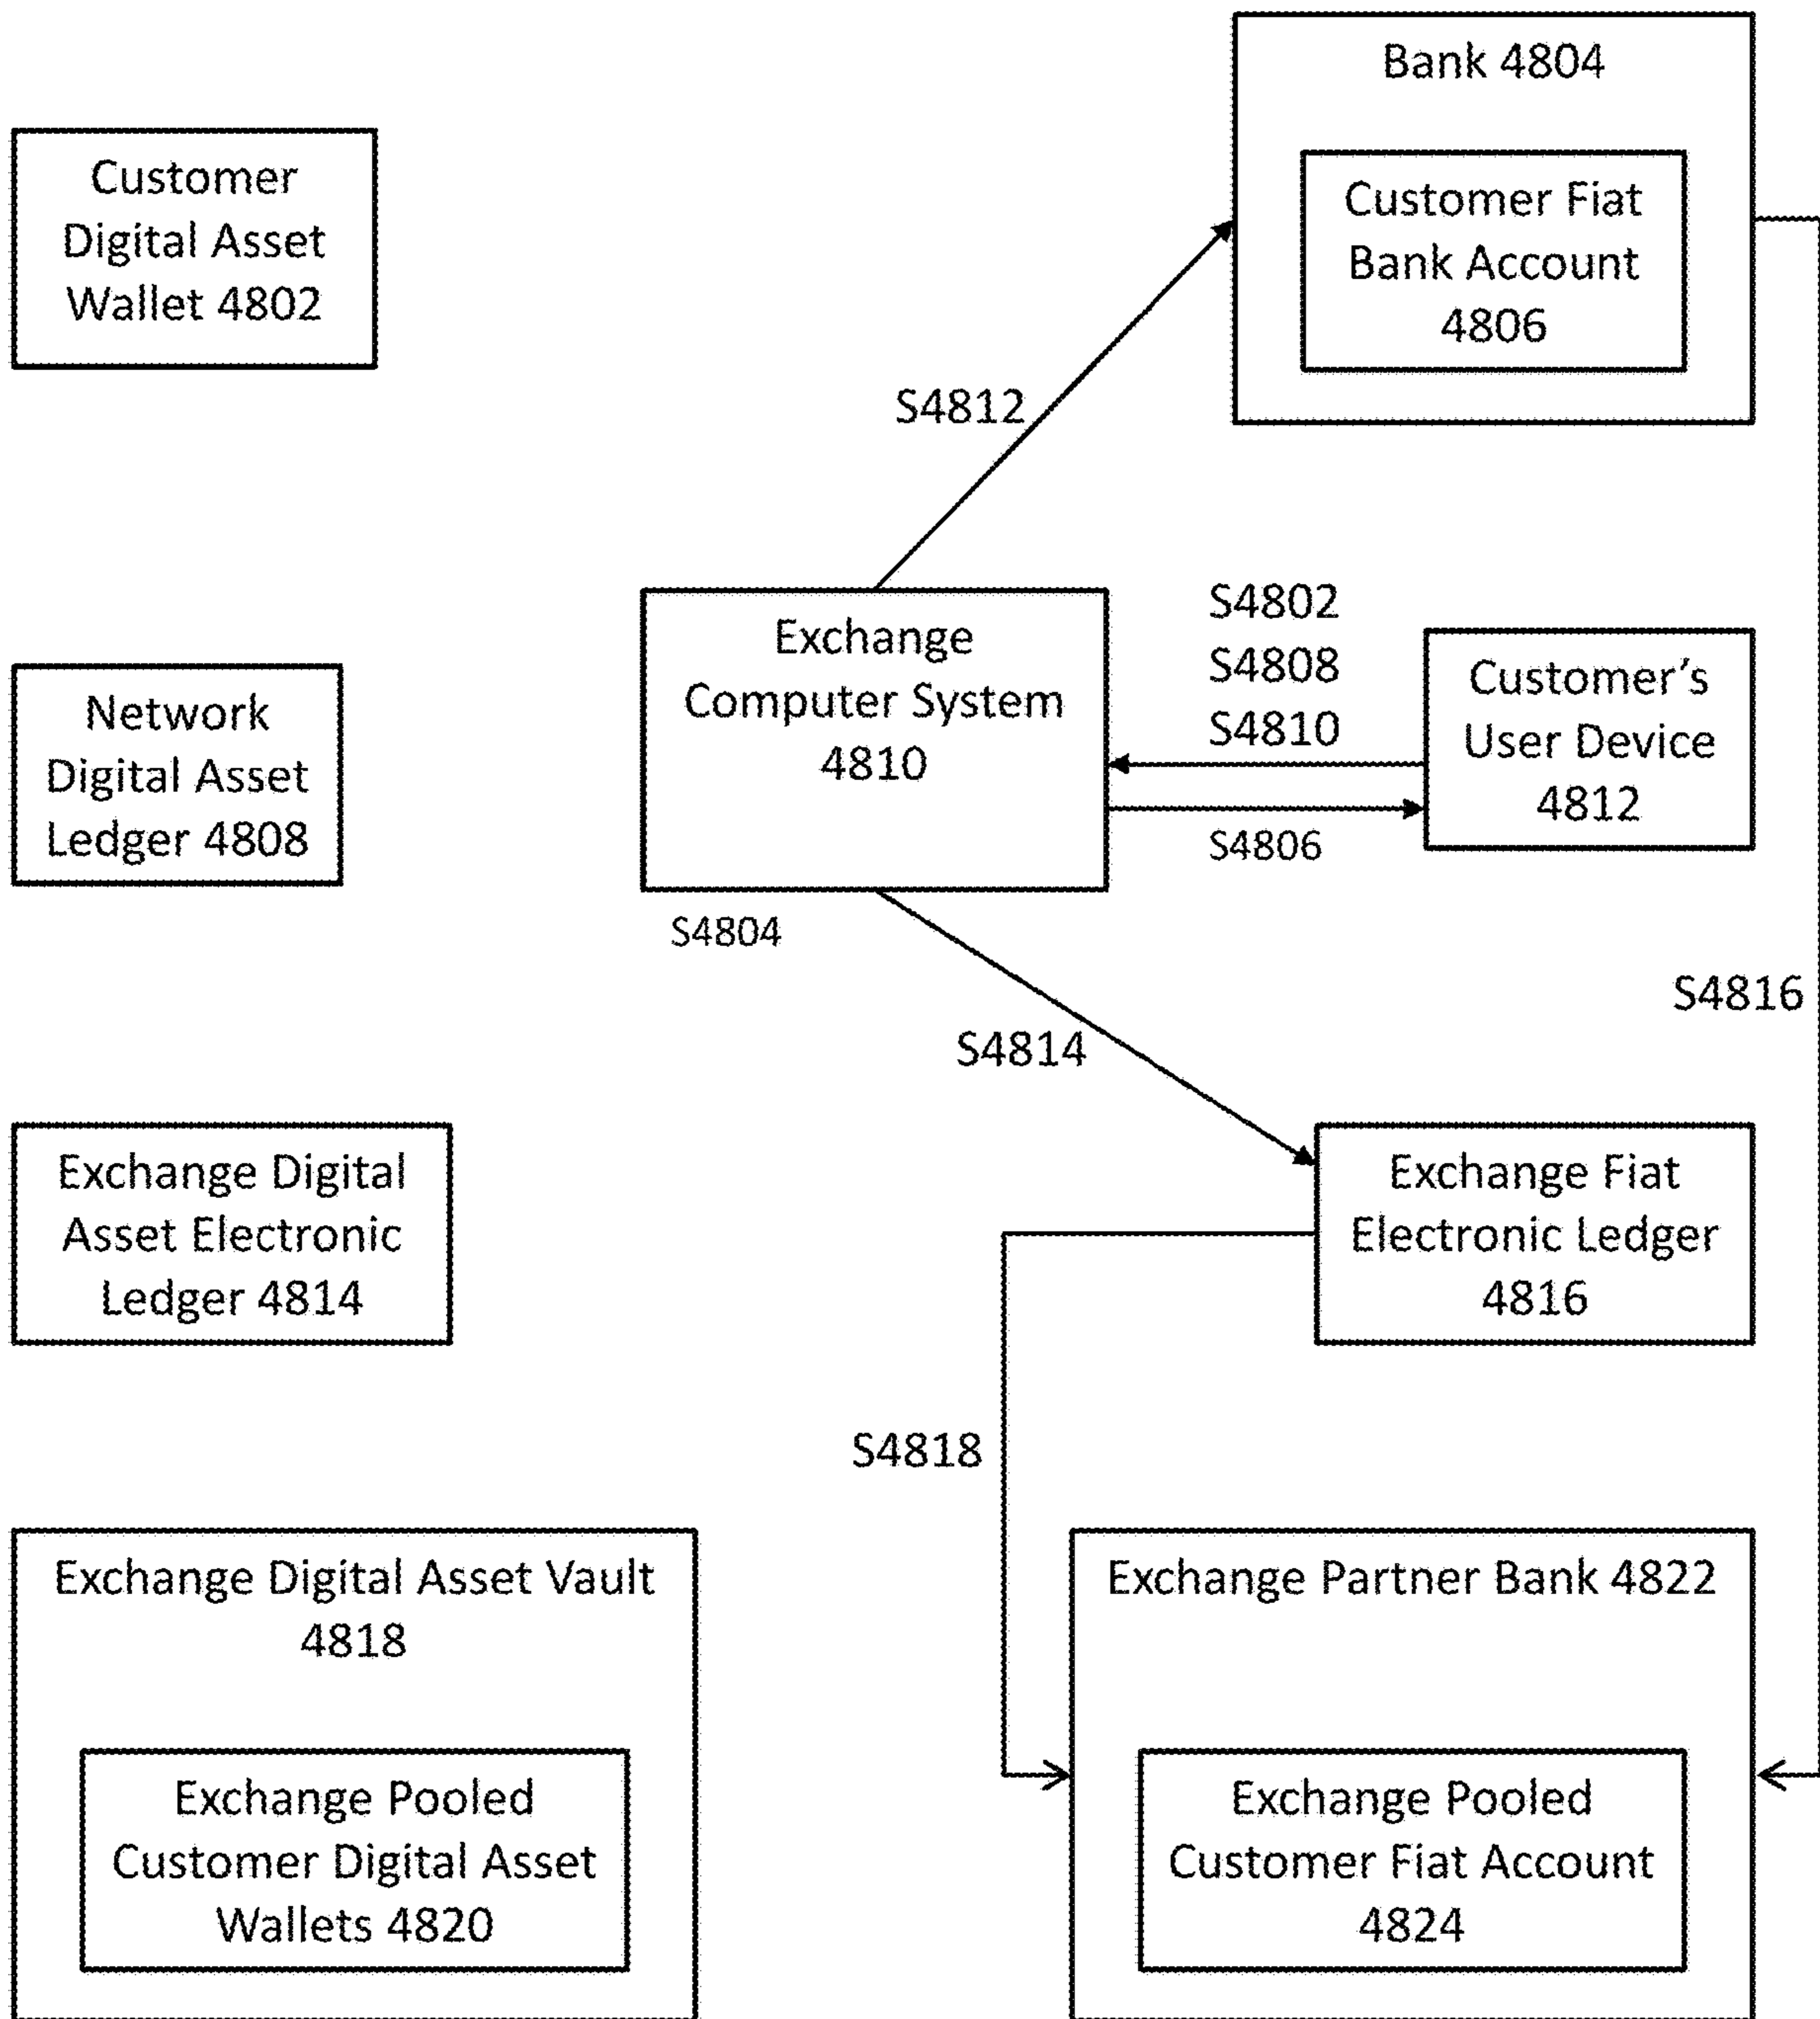 Bank 4804
Customer Fiat
Bank Account
4806
Customer
Digital Asset
Wallet 4802
S4812
Exchange
Computer System
4810
S4802
S4808
S4810
S4806
Customer's
User Device
4812
Network
Digital Asset
Ledger 4808
S4804
S4814
S4816
Exchange Digital
Asset Electronic
Ledger 4814
Exchange Fiat
Electronic Ledger
4816
S4818
Exchange Digital Asset Vault
4818
Exchange Pooled
Customer Digital Asset
Wallets 4820
Exchange Partner Bank 4822
Exchange Pooled
Customer Fiat Account
4824